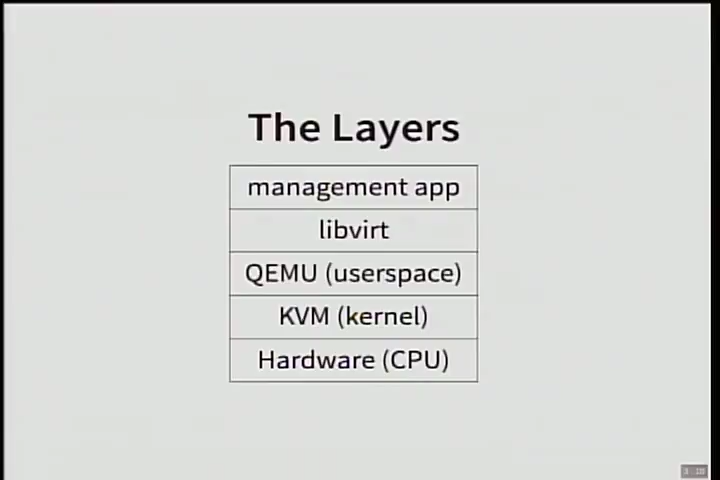 The Layers
management app
libvirt
QEMU (userspace)
KVM (kernel)
Hardware (CPU)